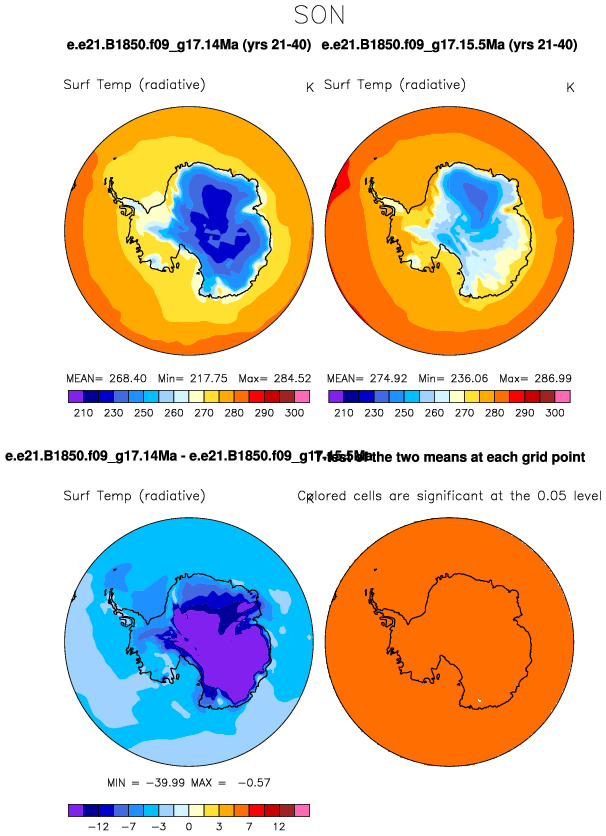 SON
e.e21.B1850.f09_g17.14Ma (yrs 21-40) e.e21.B1850.f09_g17.15.5Ma (yrs 21-40)
Surf Temp (radiative) K Surf Temp (radiative) K
MEAN= 268.40 Min= 217.75 Max= 284.52 MEAN= 274.92 Min= 236.06 Max= 286.99
210 230 250 260 270 280 290 300 210 230 250 260 270 280 290 300
e.e21.B1850.f09_g17.14Ma - e.e21.B1850.f09_g17.15.5Ma T-test of the two means at each grid point
Surf Temp (radiative) K Colored cells are significant at the 0.05 level
MIN = -39.99 MAX = -0.57
-12 -7 -3 0 3 7 12